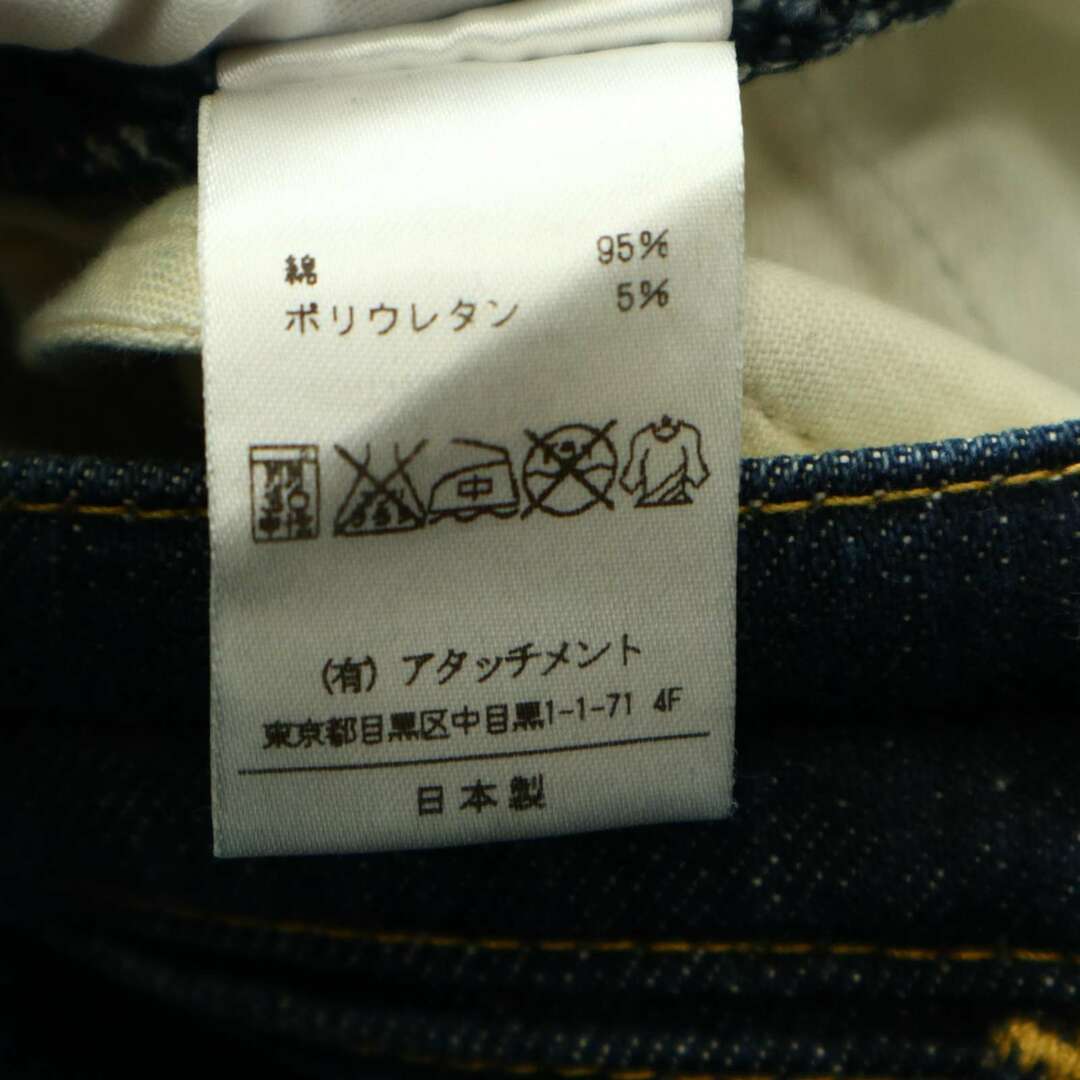 綿 95%
ポリウレタン 5%
中
(有) アタッチメント
東京都目黒区中目黒1-1-71 4F
日本製